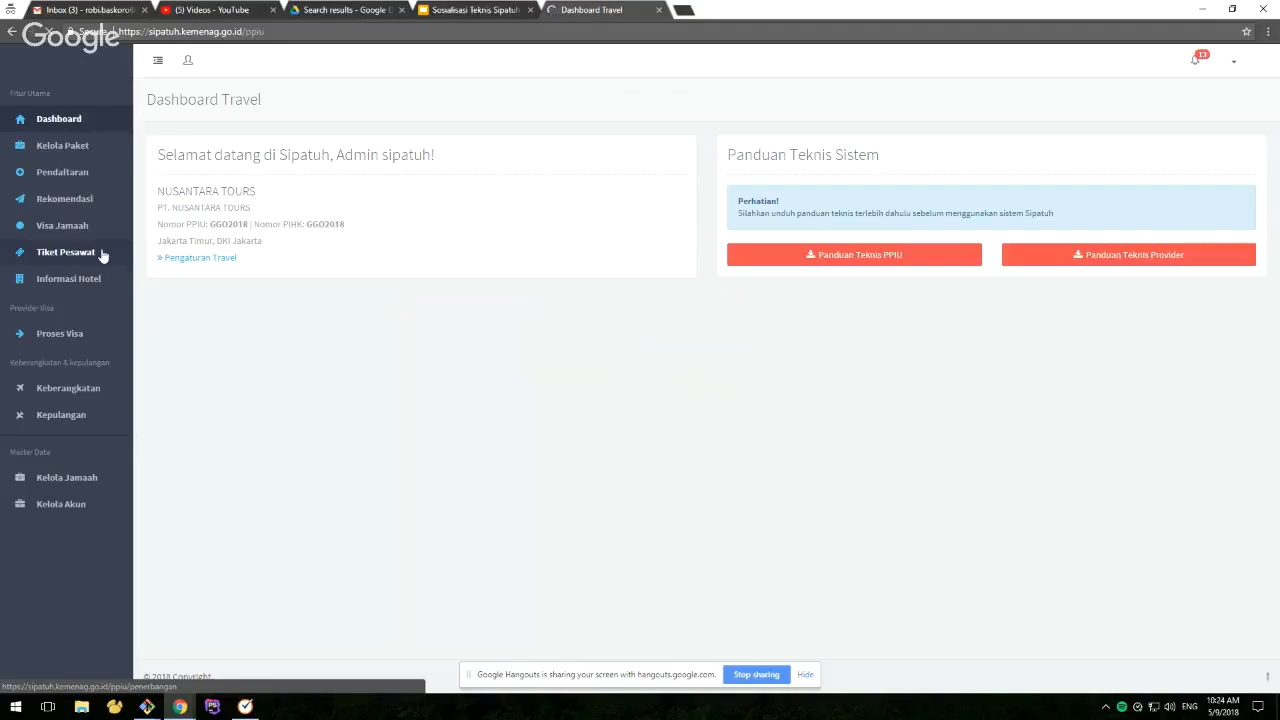 Inbox (310) - robibaskoro@
(5) Videos - YouTube
Search results - Google D
Sosialisasi Teknis Sipatuh
Dashboard Travel
Google
Secure
https://sipatuh.kemenag.go.id/ppiu
13
Fitur Utama
Dashboard
Kelola Paket
Pendaftaran
Rekomendasi
Visa Jamaah
Tiket Pesawat
Informasi Hotel
Provider Visa
Proses Visa
Keberangkatan & kepulangan
Keberangkatan
Kepulangan
Master Data
Kelola Jamaah
Kelola Akun
Dashboard Travel
Selamat datang di Sipatuh, Admin sipatuh!
NUSANTARA TOURS
PT. NUSANTARA TOURS
Nomor PPIU: GGO2018 | Nomor PIHK: GGO2018
Jakarta Timur, DKI Jakarta
» Pengaturan Travel
Panduan Teknis Sistem
Perhatian!
Silahkan unduh panduan teknis terlebih dahulu sebelum menggunakan sistem Sipatuh
Panduan Teknis PPIU
Panduan Teknis Provider
© 2018 Copyright.
Google Hangouts is sharing your screen with hangouts.google.com.
Stop sharing
Hide
https://sipatuh.kemenag.go.id/ppiu/penerbangan
ENG
10:24 AM
5/9/2018